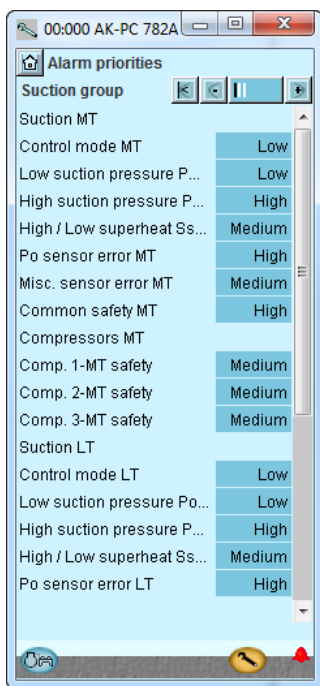 00:000 AK-PC 782A
Alarm priorities
Suction group
Suction MT
Control mode MT Low
Low suction pressure P... Low
High suction pressure P... High
High / Low superheat Ss... Medium
Po sensor error MT High
Misc. sensor error MT Medium
Common safety MT High
Compressors MT
Comp. 1-MT safety Medium
Comp. 2-MT safety Medium
Comp. 3-MT safety Medium
Suction LT
Control mode LT Low
Low suction pressure Po... Low
High suction pressure P... High
High / Low superheat Ss... Medium
Po sensor error LT High